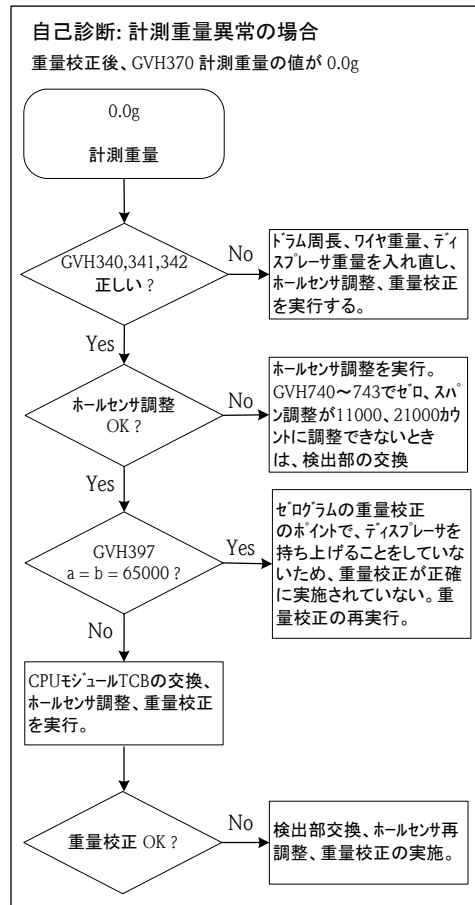 自己診断: 計測重量異常の場合
重量校正後、GVH370 計測重量の値が 0.0g
0.0g
計測重量
GVH340,341,342
正しい ?
No
ﾄﾞﾗﾑ周長、ﾜｲﾔ重量、ﾃﾞｨ
ｽﾌﾟﾚｰｻ重量を入れ直し、
ﾎｰﾙｾﾝｻ調整、重量校正
を実行する。
Yes
ﾎｰﾙｾﾝｻ調整
OK ?
No
ﾎｰﾙｾﾝｻ調整を実行。
GVH740～743でｾﾞﾛ、ｽﾊﾟ
ﾝ調整が11000、21000ｶｳ
ﾝﾄに調整できないとき
は、検出部の交換
Yes
GVH397
a = b = 65000 ?
Yes
ｾﾞﾛｸﾞﾗﾑの重量校正
のﾎﾟｲﾝﾄで、ﾃﾞｨｽﾌﾟﾚｰｻを
持ち上げることをしていな
いため、重量校正が正確
に実施されていない。重
量校正の再実行。
No
CPUﾓｼﾞｭｰﾙTCBの交換、
ﾎｰﾙｾﾝｻ調整、重量校正
を実行。
重量校正 OK ?
No
検出部交換、ﾎｰﾙｾﾝｻ再
調整、重量校正の実施。